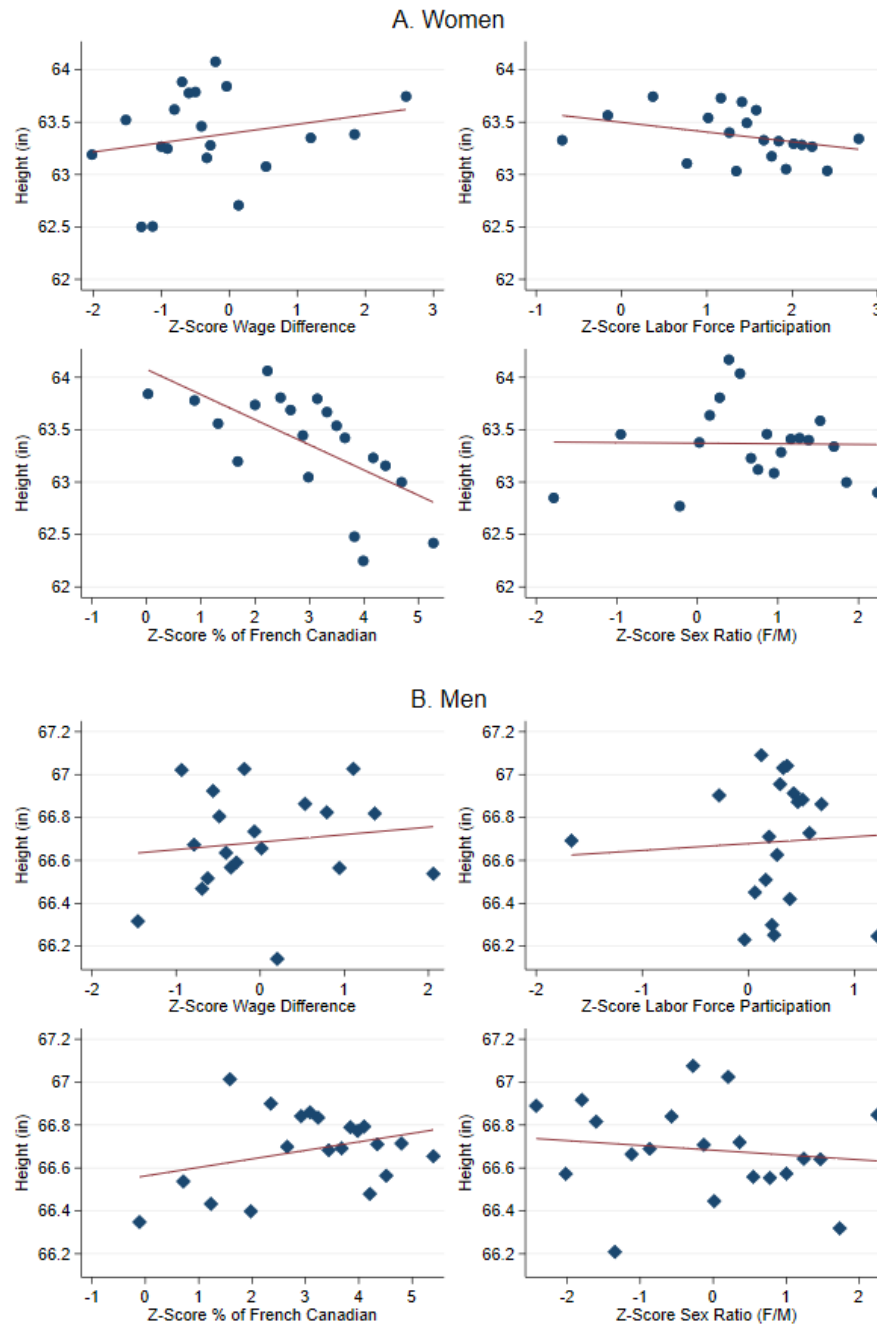 A. Women
Height (in)
64
63.5
63
62.5
62
-2 -1 0 1 2 3
Z-Score Wage Difference
Height (in)
64
63.5
63
62.5
62
-1 0 1 2 3
Z-Score Labor Force Participation
Height (in)
64
63.5
63
62.5
62
-1 0 1 2 3 4 5
Z-Score % of French Canadian
Height (in)
64
63.5
63
62.5
62
-2 -1 0 1 2
Z-Score Sex Ratio (F/M)
B. Men
Height (in)
67.2
67
66.8
66.6
66.4
66.2
-2 -1 0 1 2
Z-Score Wage Difference
Height (in)
67.2
67
66.8
66.6
66.4
66.2
-2 -1 0 1
Z-Score Labor Force Participation
Height (in)
67.2
67
66.8
66.6
66.4
66.2
-1 0 1 2 3 4 5
Z-Score % of French Canadian
Height (in)
67.2
67
66.8
66.6
66.4
66.2
-2 -1 0 1 2
Z-Score Sex Ratio (F/M)